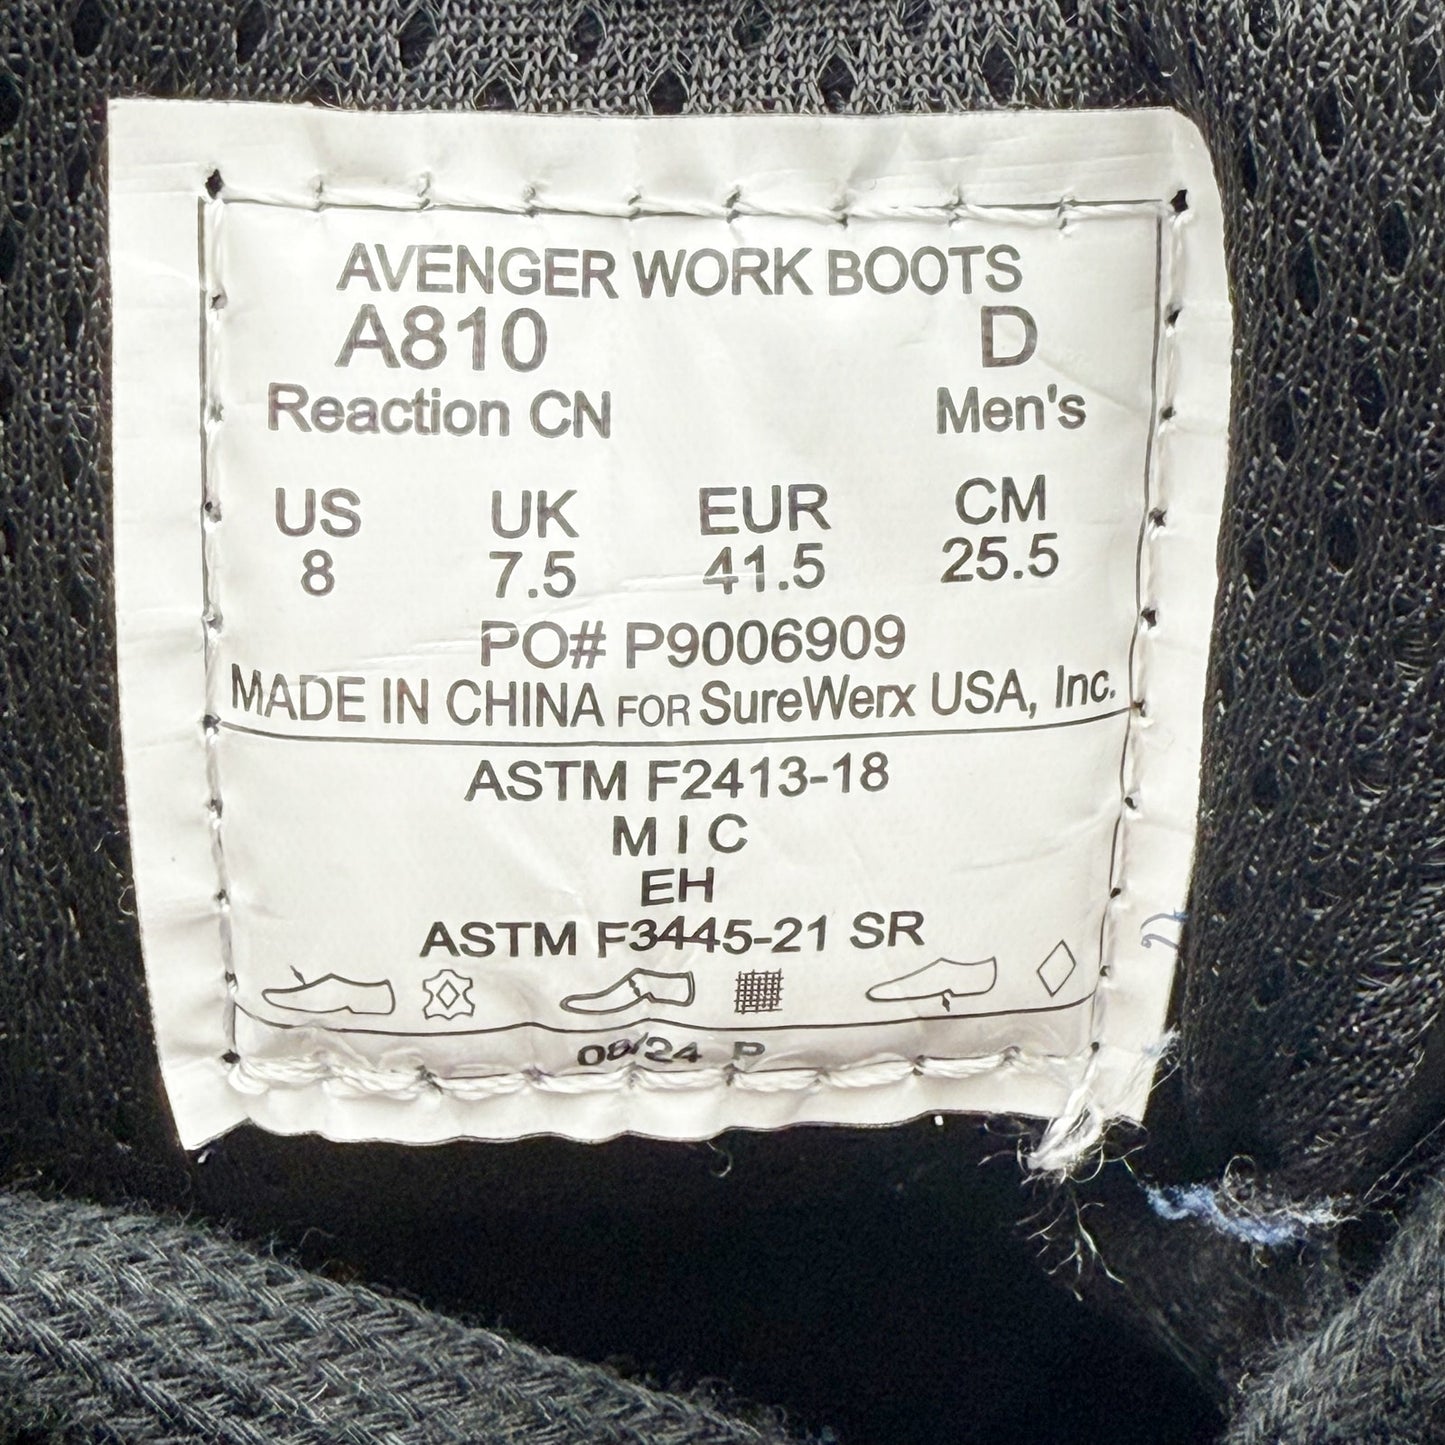 AVENGER WORK BOOTS
A810 D
Reaction CN Men's
US UK EUR CM
8 7.5 41.5 25.5
PO# P9006909
MADE IN CHINA FOR SureWerx USA, Inc.
ASTM F2413-18
M I C
EH
ASTM F3445-21 SR
P